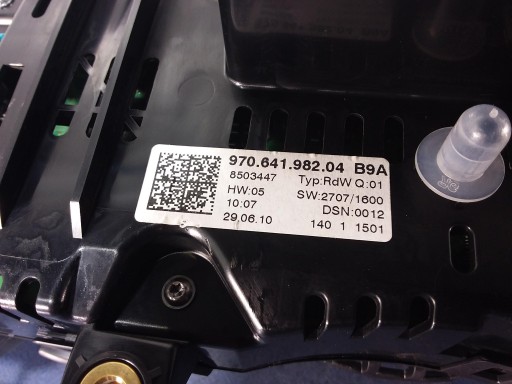 970.641.982.04 B9A
8503447 Typ:RdW Q:01
HW:05 SW:2707/1600
10:07 DSN:0012
29.06.10 140 1 1501